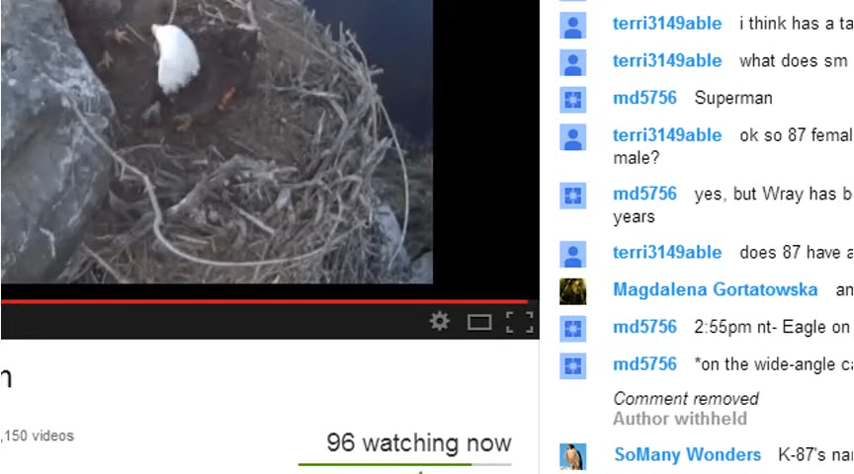 terri3149able i think has a ta
terri3149able what does sm
md5756 Superman
terri3149able ok so 87 femal
male?
md5756 yes, but Wray has b
years
terri3149able does 87 have a
Magdalena Gortatowska an
md5756 2:55pm nt- Eagle on
md5756 *on the wide-angle ca
Comment removed
Author withheld
SoMany Wonders K-87's na
n
,150 videos
96 watching now